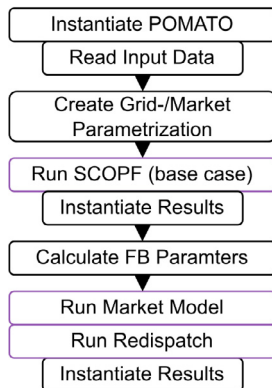 Instantiate POMATO
Read Input Data
Create Grid-/Market
Parametrization
Run SCOPF (base case)
Instantiate Results
Calculate FB Paramters
Run Market Model
Run Redispatch
Instantiate Results